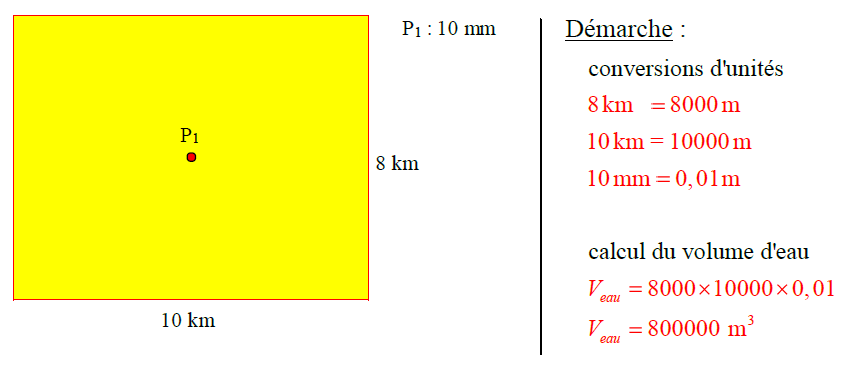 P₁ : 10 mm
P₁
8 km
10 km
Démarche :
conversions d'unités
8 km = 8000 m
10 km = 10000 m
10 mm = 0,01 m
calcul du volume d'eau
V_eau = 8000×10000×0,01
V_eau = 800000 m³